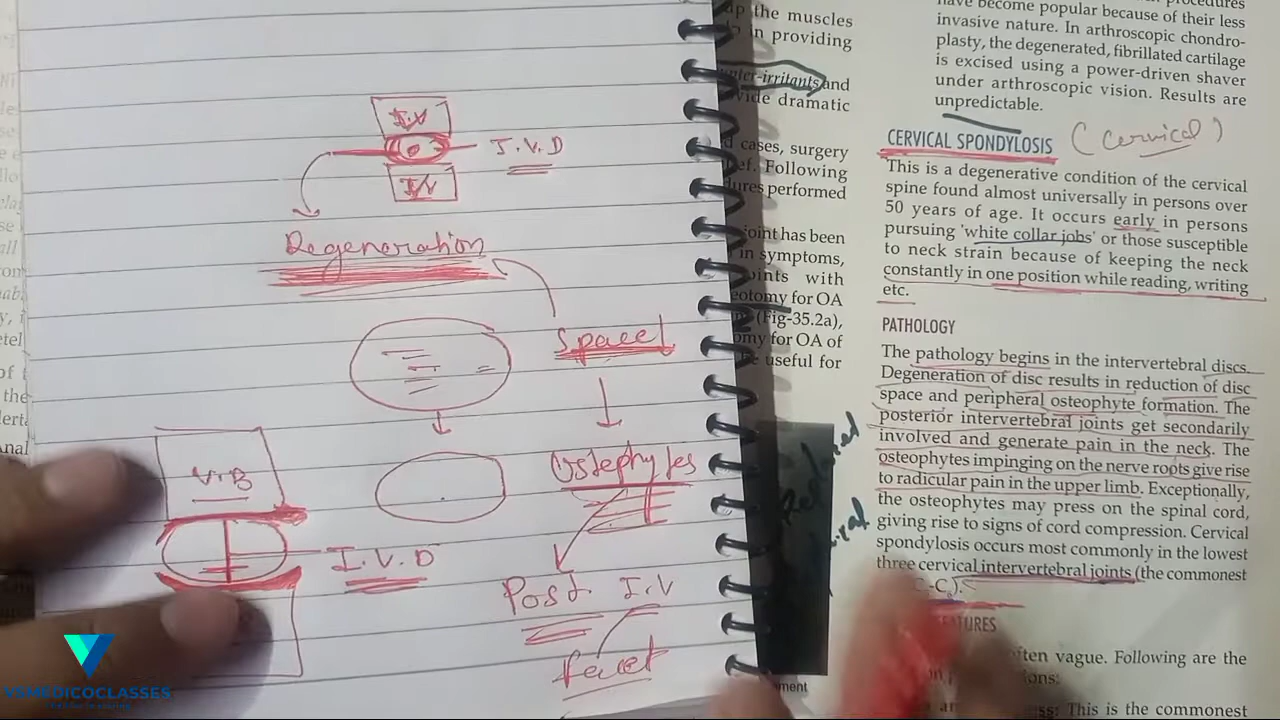 I.V
I.V.D
I.V
Degeneration
Space↓
Ostephytes
V.B
I.V.D
Post. I.V
facet
VSMEDICOCLASSES
up the muscles
in providing
and
vide dramatic
ed cases, surgery
ef. Following
dures performed
joint has been
in symptoms,
oints with
eotomy for OA
(Fig-35.2a),
omy for OA of
be useful for
have become popular because of their less
invasive nature. In arthroscopic chondro-
plasty, the degenerated, fibrillated cartilage
is excised using a power-driven shaver
under arthroscopic vision. Results are
unpredictable.
CERVICAL SPONDYLOSIS (Cervical)
This is a degenerative condition of the cervical
spine found almost universally in persons over
50 years of age. It occurs early in persons
pursuing 'white collar jobs' or those susceptible
to neck strain because of keeping the neck
constantly in one position while reading, writing
etc.
PATHOLOGY
The pathology begins in the intervertebral discs.
Degeneration of disc results in reduction of disc
space and peripheral osteophyte formation. The
posterior intervertebral joints get secondarily
involved and generate pain in the neck. The
osteophytes impinging on the nerve roots give rise
to radicular pain in the upper limb. Exceptionally,
the osteophytes may press on the spinal cord,
giving rise to signs of cord compression. Cervical
spondylosis occurs most commonly in the lowest
three cervical intervertebral joints (the commonest
ATURES
often vague. Following are the
ons:
This is the commonest